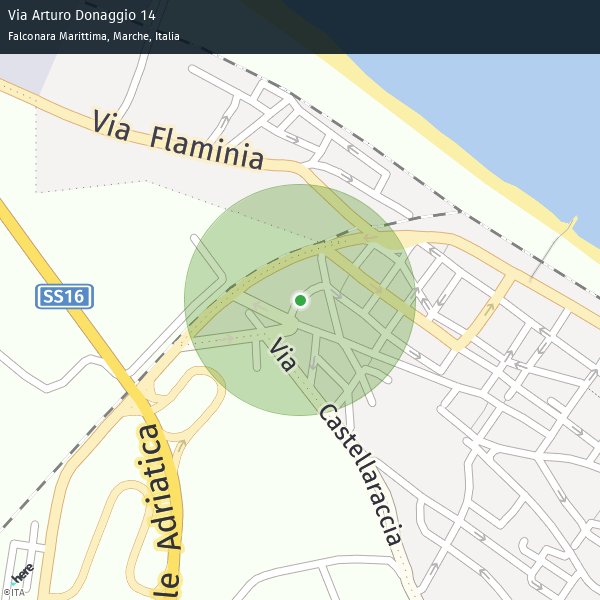 Via Arturo Donaggio 14
Falconara Marittima, Marche, Italia
Via Flaminia
SS16
Via Castellaraccia
le Adriatica
here
©ITA